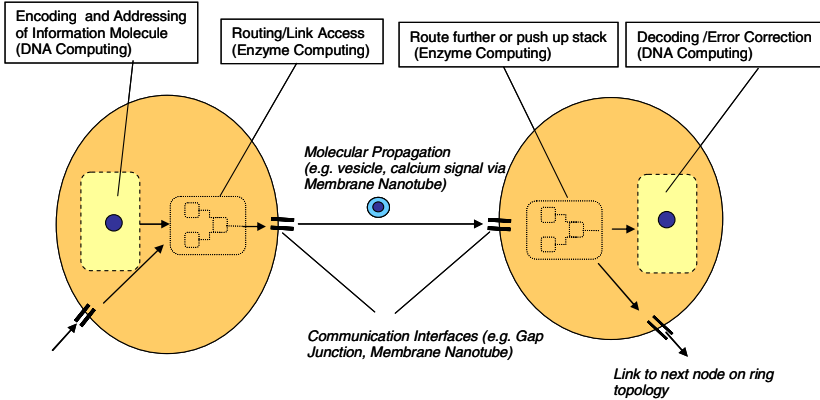 Encoding and Addressing
of Information Molecule
(DNA Computing)
Routing/Link Access
(Enzyme Computing)
Route further or push up stack
(Enzyme Computing)
Decoding /Error Correction
(DNA Computing)
Molecular Propagation
(e.g. vesicle, calcium signal via
Membrane Nanotube)
Communication Interfaces (e.g. Gap
Junction, Membrane Nanotube)
Link to next node on ring
topology